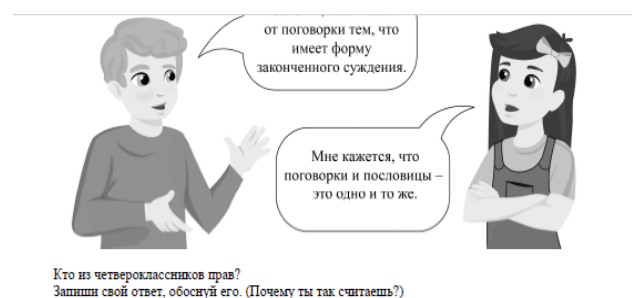 от поговорки тем, что
имеет форму
законченного суждения.
Мне кажется, что
поговорки и пословицы –
это одно и то же.
Кто из четвероклассников прав?
Запиши свой ответ, обоснуй его. (Почему ты так считаешь?)